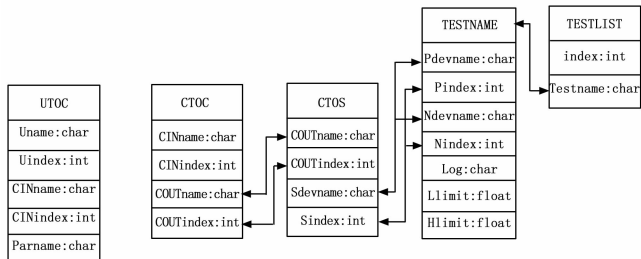 UTOC
Uname:char
Uindex:int
CINname:char
CINindex:int
Parname:char
CTOC
CINname:char
CINindex:int
COUTname:char
COUTindex:int
CTOS
COUTname:char
COUTindex:int
Sdevname:char
Sindex:int
TESTNAME
Pdevname:char
Pindex:int
Ndevname:char
Nindex:int
Log:char
Llimit:float
Hlimit:float
TESTLIST
index:int
Testname:char